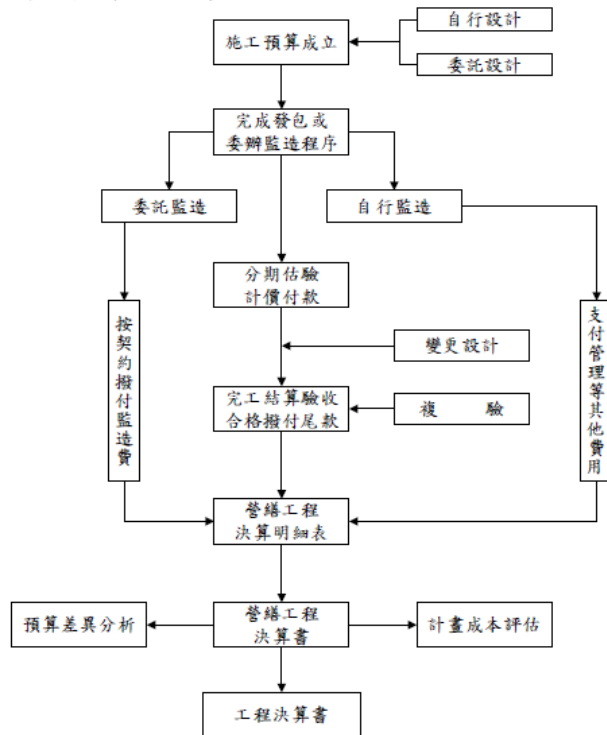 自行設計
施工預算成立
委託設計
完成發包或
委辦監造程序
委託監造
自行監造
分期估驗
計價付款
按契約撥付監造費
支付管理等其他費用
變更設計
完工結算驗收
合格撥付尾款
複 驗
營繕工程
決算明細表
預算差異分析
營繕工程
決算書
計畫成本評估
工程決算書